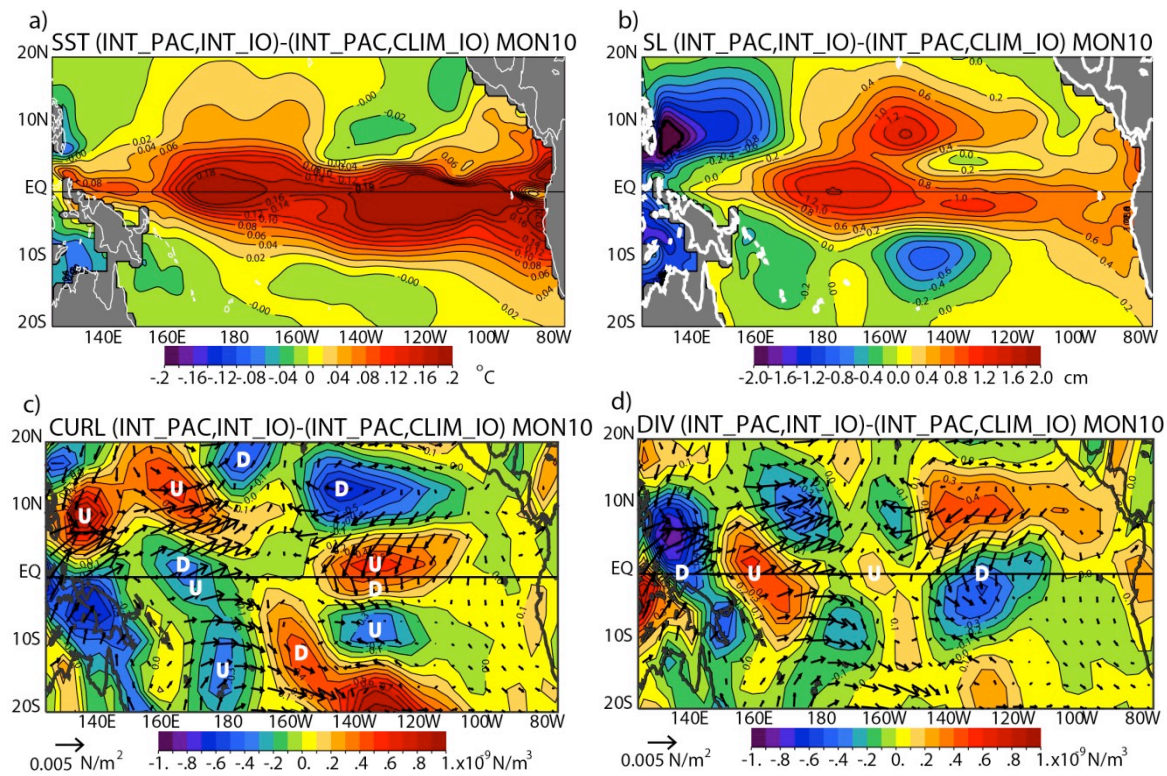 a)
SST (INT_PAC,INT_IO)-(INT_PAC,CLIM_IO) MON10
20N
10N
EQ
10S
20S
140E 160E 180 160W 140W 120W 100W 80W
-.2 -.16-.12-.08-.04 0 .04 .08 .12 .16 .2 °C
b)
SL (INT_PAC,INT_IO)-(INT_PAC,CLIM_IO) MON10
20N
10N
EQ
10S
20S
140E 160E 180 160W 140W 120W 100W 80W
-2.0-1.6-1.2-0.8-0.4 0.0 0.4 0.8 1.2 1.6 2.0 cm
c)
CURL (INT_PAC,INT_IO)-(INT_PAC,CLIM_IO) MON10
20N
10N
EQ
10S
20S
U U D D
D U U D
U D U
140E 160E 180 160W 140W 120W 100W 80W
0.005 N/m²
-1. -.8 -.6 -.4 -.2 0 .2 .4 .6 .8 1.x10⁻⁹ N/m³
d)
DIV (INT_PAC,INT_IO)-(INT_PAC,CLIM_IO) MON10
20N
10N
EQ
10S
20S
D U U D
140E 160E 180 160W 140W 120W 100W 80W
0.005 N/m²
-1. -.8 -.6 -.4 -.2 0 .2 .4 .6 .8 1.x10⁻⁹ N/m³